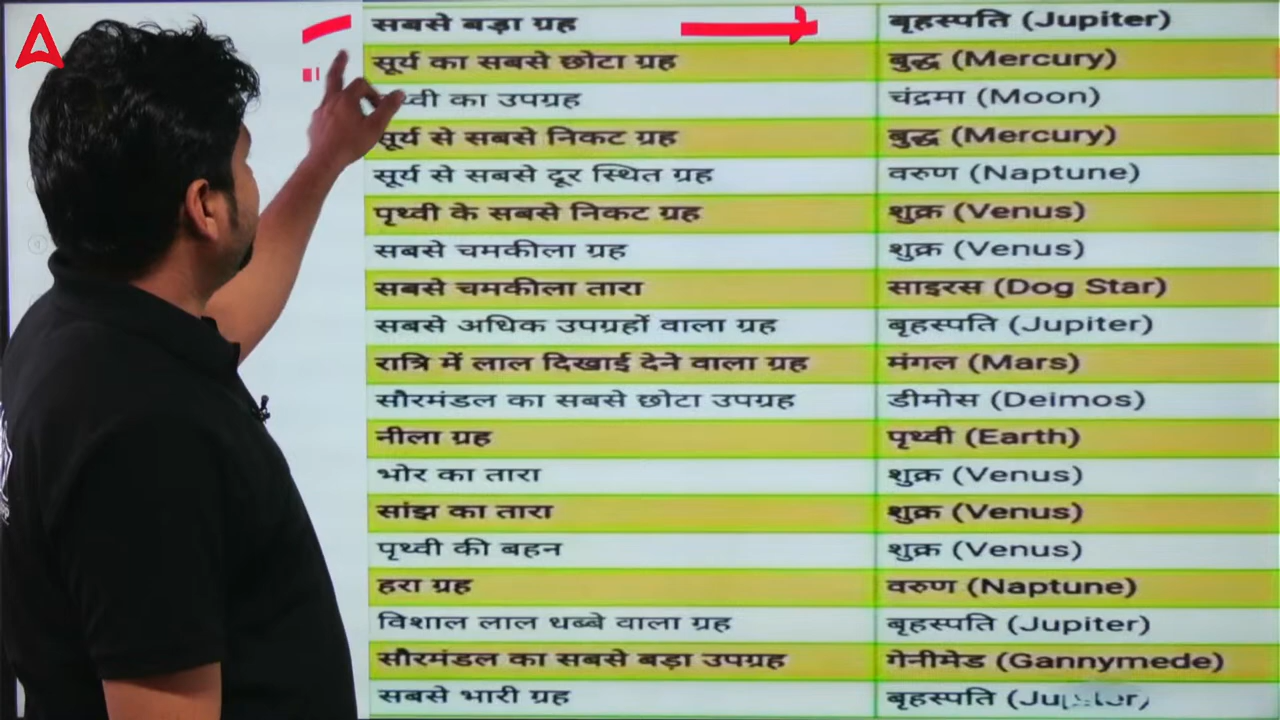 सबसे बड़ा ग्रह बृहस्पति (Jupiter)
सूर्य का सबसे छोटा ग्रह बुद्ध (Mercury)
का उपग्रह चंद्रमा (Moon)
सूर्य से सबसे निकट ग्रह बुद्ध (Mercury)
सूर्य से सबसे दूर स्थित ग्रह वरुण (Naptune)
पृथ्वी के सबसे निकट ग्रह शुक्र (Venus)
सबसे चमकीला ग्रह शुक्र (Venus)
सबसे चमकीला तारा साइरस (Dog Star)
सबसे अधिक उपग्रहों वाला ग्रह बृहस्पति (Jupiter)
रात्रि में लाल दिखाई देने वाला ग्रह मंगल (Mars)
सौरमंडल का सबसे छोटा उपग्रह डीमोस (Deimos)
नीला ग्रह पृथ्वी (Earth)
भोर का तारा शुक्र (Venus)
सांझ का तारा शुक्र (Venus)
पृथ्वी की बहन शुक्र (Venus)
हरा ग्रह वरुण (Naptune)
विशाल लाल धब्बे वाला ग्रह बृहस्पति (Jupiter)
सौरमंडल का सबसे बड़ा उपग्रह गेनीमेड (Gannymede)
सबसे भारी ग्रह बृहस्पति